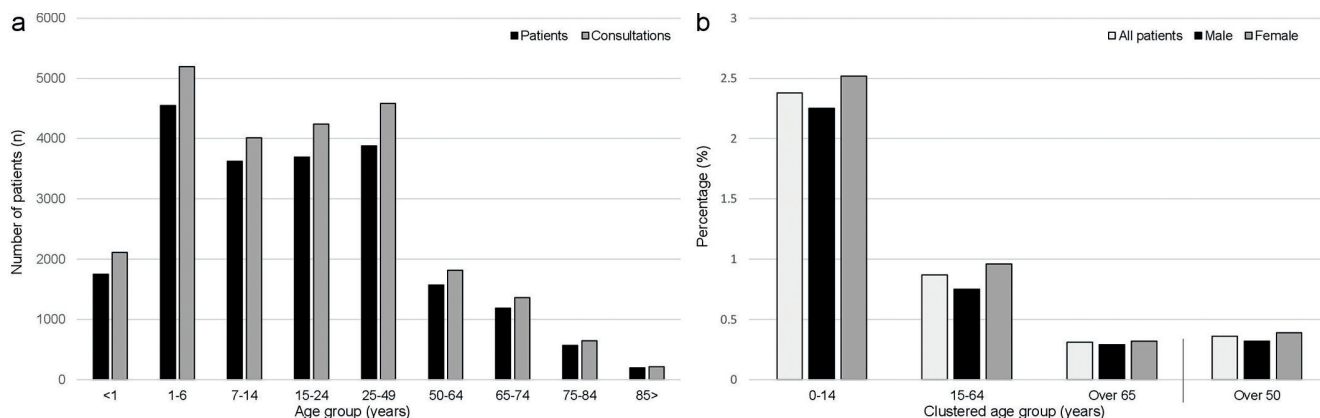 a
6000
5000
4000
3000
2000
1000
0
Number of patients (n)
Patients Consultations
<1 1-6 7-14 15-24 25-49 50-64 65-74 75-84 85>
Age group (years)
b
3
2.5
2
1.5
1
0.5
0
Percentage (%)
All patients Male Female
0-14 15-64 Over 65 Over 50
Clustered age group (years)